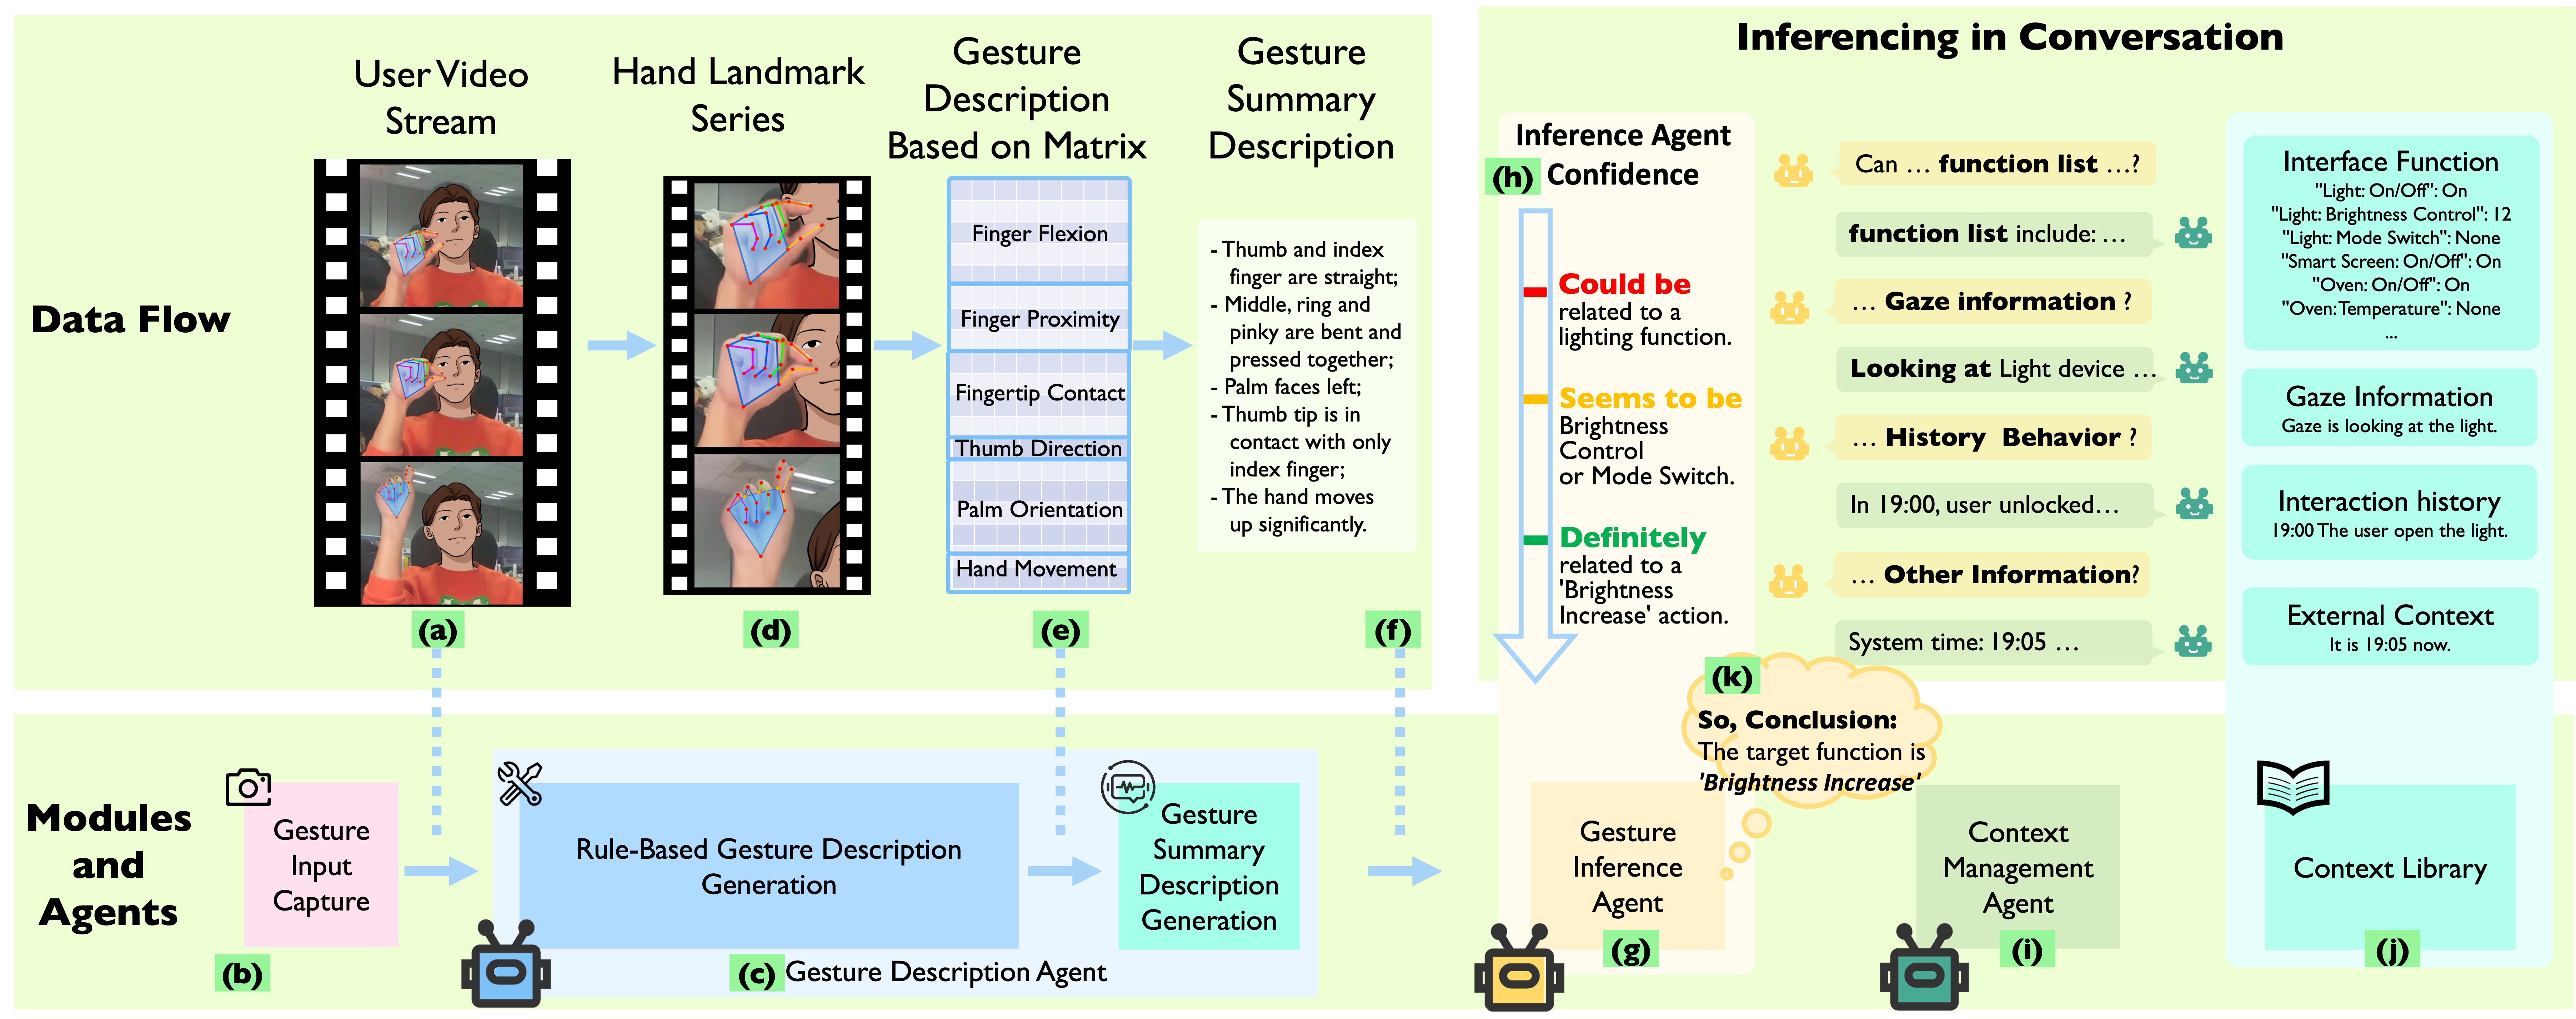 Data Flow
User Video
Stream
(a)
Hand Landmark
Series
(d)
Gesture
Description
Based on Matrix
Finger Flexion
Finger Proximity
Fingertip Contact
Thumb Direction
Palm Orientation
Hand Movement
(e)
Gesture
Summary
Description
- Thumb and index
finger are straight;
- Middle, ring and
pinky are bent and
pressed together;
- Palm faces left;
- Thumb tip is in
contact with only
index finger;
- The hand moves
up significantly.
(f)
Inferencing in Conversation
Inference Agent
(h) Confidence
Could be
related to a
lighting function.
Seems to be
Brightness
Control
or Mode Switch.
Definitely
related to a
'Brightness
Increase' action.
Can ... function list ...?
function list include: ...
... Gaze information ?
Looking at Light device ...
... History Behavior ?
In 19:00, user unlocked...
... Other Information?
System time: 19:05 ...
Interface Function
"Light: On/Off": On
"Light: Brightness Control": 12
"Light: Mode Switch": None
"Smart Screen: On/Off": On
"Oven: On/Off": On
"Oven: Temperature": None
...
Gaze Information
Gaze is looking at the light.
Interaction history
19:00 The user open the light.
External Context
It is 19:05 now.
(k)
So, Conclusion:
The target function is
'Brightness Increase'
Modules
and
Agents
Gesture
Input
Capture
(b)
Rule-Based Gesture Description
Generation
Gesture
Summary
Description
Generation
(c) Gesture Description Agent
Gesture
Inference
Agent
(g)
Context
Management
Agent
(i)
Context Library
(j)